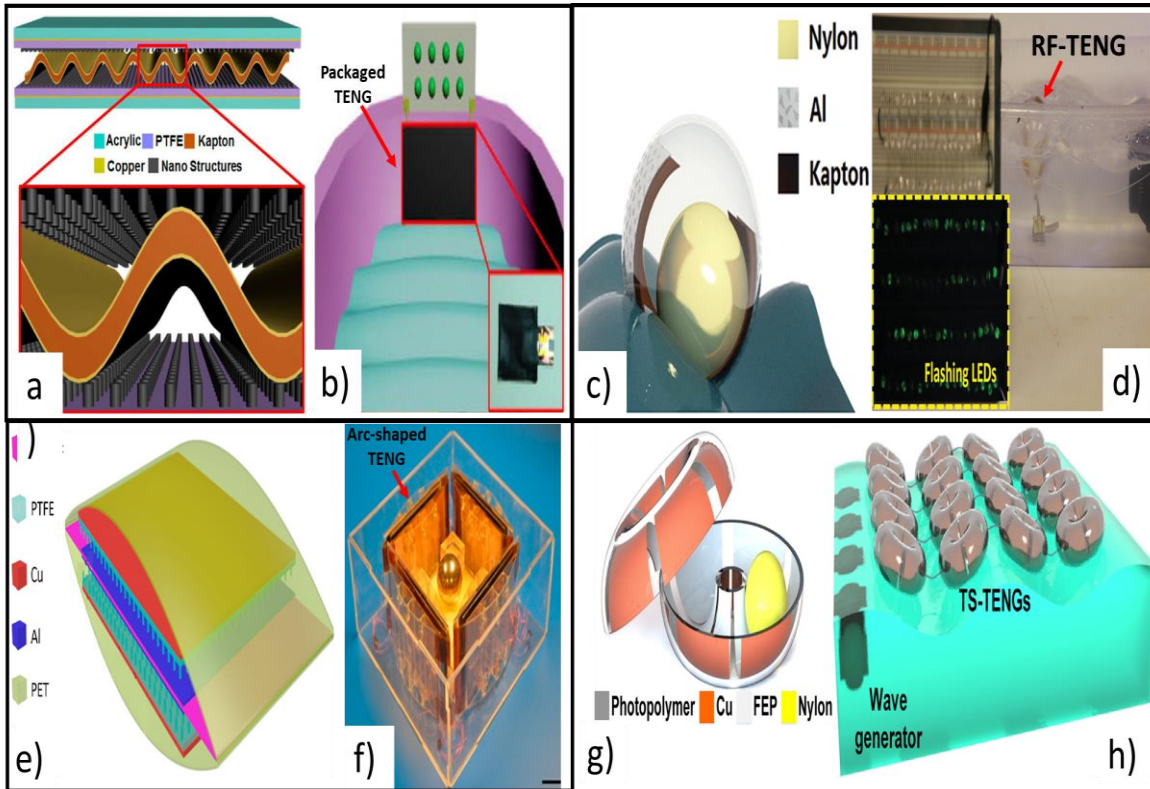 Acrylic PTFE Kapton
Copper Nano Structures
a
Packaged
TENG
b)
Nylon
Al
Kapton
c)
RF-TENG
Flashing LEDs
d)
)
:
PTFE
Cu
Al
PET
e)
Arc-shaped
TENG
f)
Photopolymer Cu FEP Nylon
g)
TS-TENGs
Wave
generator
h)